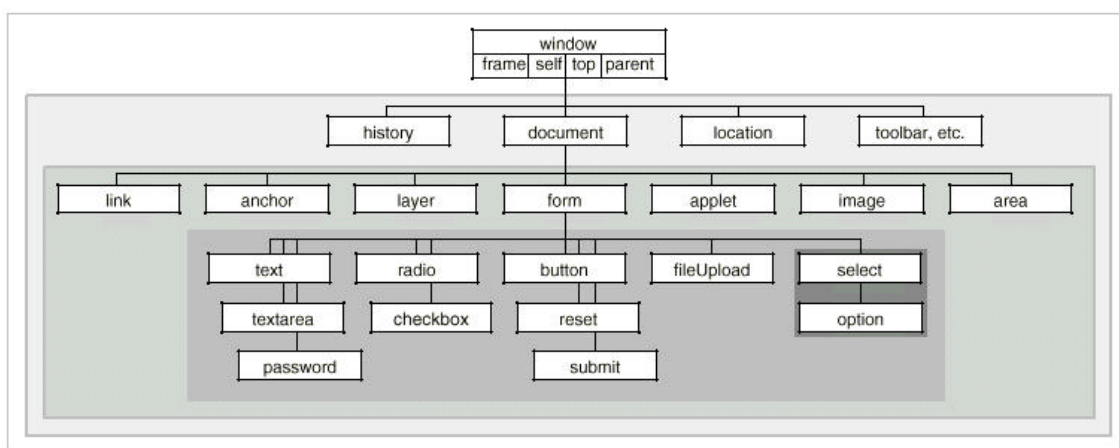 window
frame self top parent
history document location toolbar, etc.
link anchor layer form applet image area
text radio button fileUpload select
textarea checkbox reset option
password submit